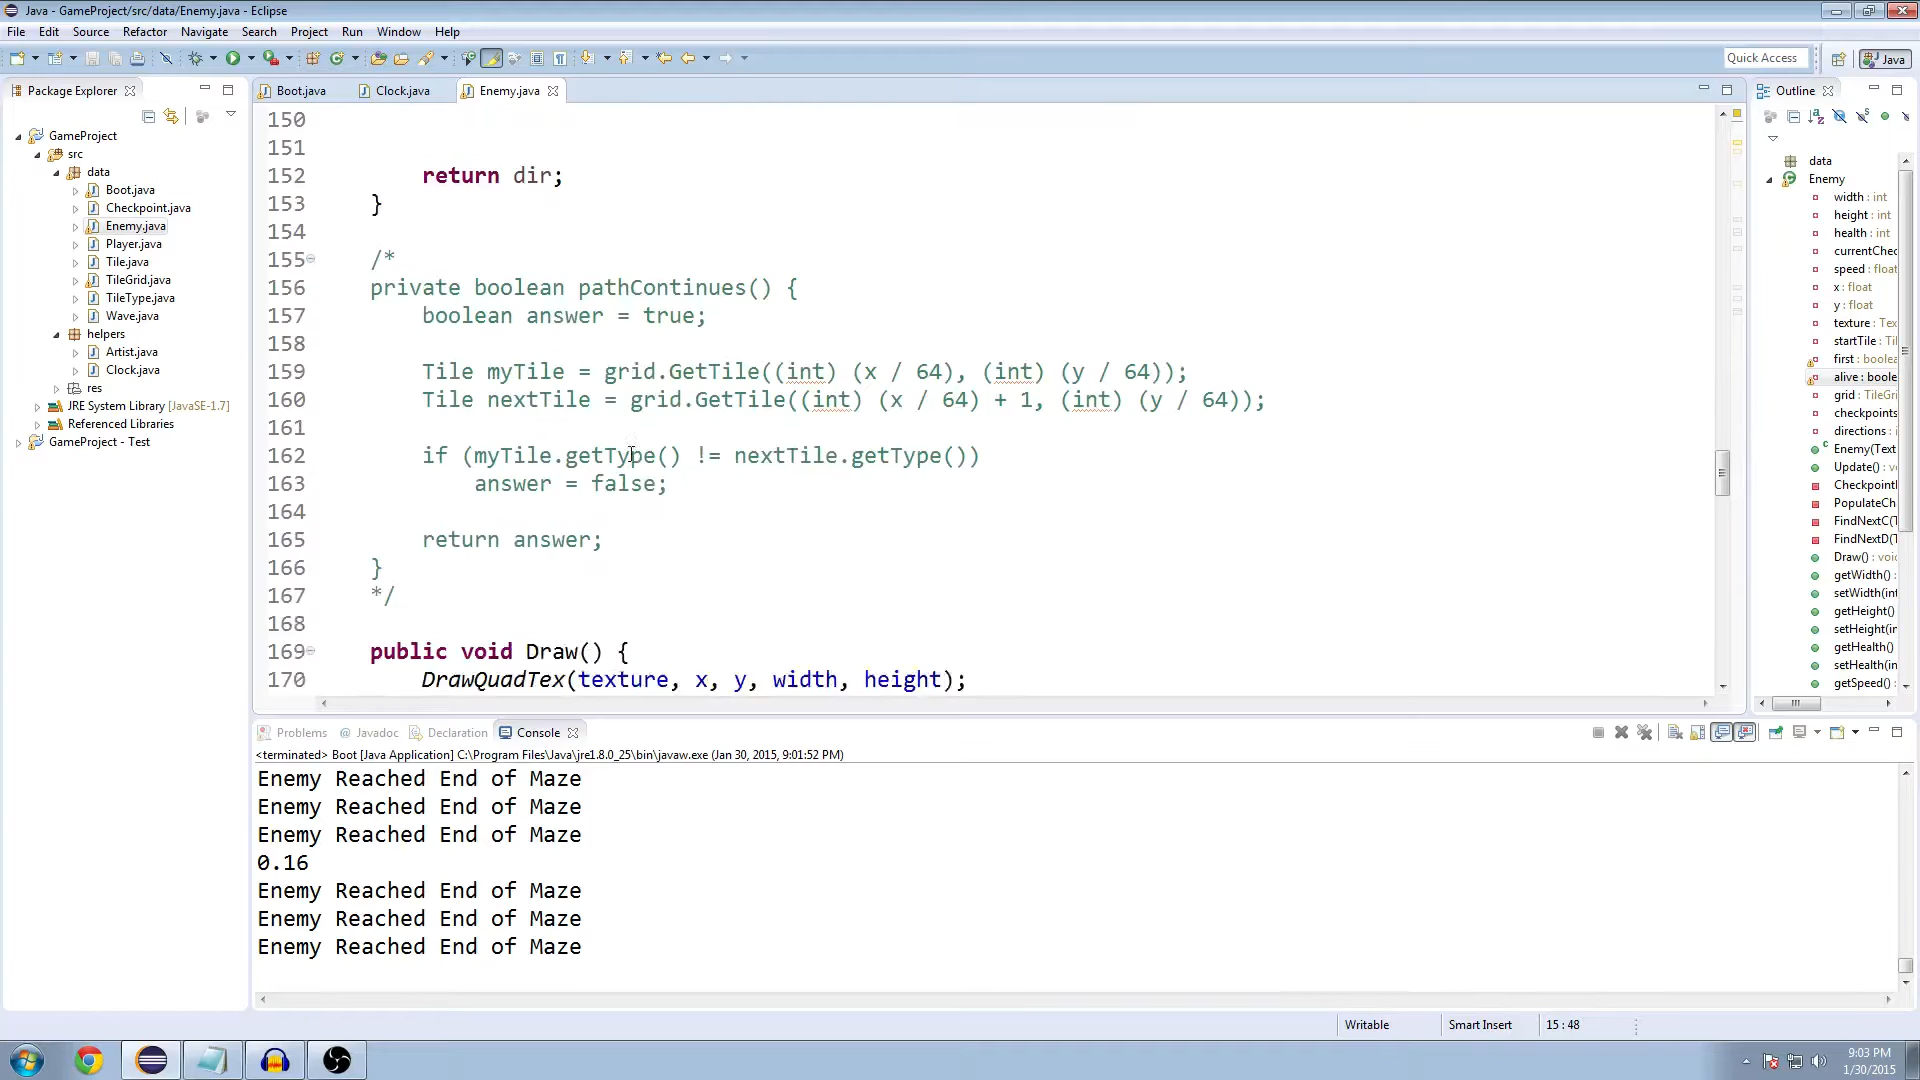 Java - GameProject/src/data/Enemy.java - Eclipse
File Edit Source Refactor Navigate Search Project Run Window Help
Quick Access
Java
Package Explorer
GameProject
src
data
Boot.java
Checkpoint.java
Enemy.java
Player.java
Tile.java
TileGrid.java
TileType.java
Wave.java
helpers
Artist.java
Clock.java
res
JRE System Library [JavaSE-1.7]
Referenced Libraries
GameProject - Test
Boot.java Clock.java Enemy.java
150
151
152 return dir;
153 }
154
155 /*
156 private boolean pathContinues() {
157 boolean answer = true;
158
159 Tile myTile = grid.GetTile((int) (x / 64), (int) (y / 64));
160 Tile nextTile = grid.GetTile((int) (x / 64) + 1, (int) (y / 64));
161
162 if (myTile.getType() != nextTile.getType())
163 answer = false;
164
165 return answer;
166 }
167 */
168
169 public void Draw() {
170 DrawQuadTex(texture, x, y, width, height);
Outline
data
Enemy
width : int
height : int
health : int
currentChec
speed : float
x : float
y : float
texture : Tex
startTile : Til
first : boolea
alive : boole
grid : TileGri
checkpoints
directions :
Enemy(Text
Update() : v
CheckpointI
PopulateCh
FindNextC(T
FindNextD(T
Draw() : voi
getWidth() :
setWidth(int
getHeight()
setHeight(in
getHealth()
setHealth(in
getSpeed() :
Problems @ Javadoc Declaration Console
<terminated> Boot [Java Application] C:\Program Files\Java\jre1.8.0_25\bin\javaw.exe (Jan 30, 2015, 9:01:52 PM)
Enemy Reached End of Maze
Enemy Reached End of Maze
Enemy Reached End of Maze
0.16
Enemy Reached End of Maze
Enemy Reached End of Maze
Enemy Reached End of Maze
Writable Smart Insert 15 : 48
9:03 PM
1/30/2015